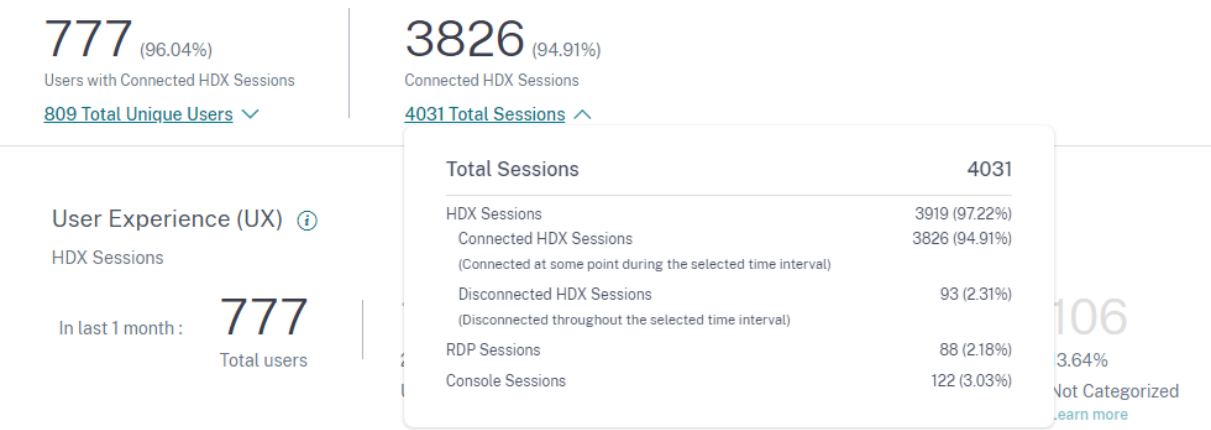 777 (96.04%)
Users with Connected HDX Sessions
809 Total Unique Users
3826 (94.91%)
Connected HDX Sessions
4031 Total Sessions
Total Sessions 4031
HDX Sessions 3919 (97.22%)
Connected HDX Sessions 3826 (94.91%)
(Connected at some point during the selected time interval)
Disconnected HDX Sessions 93 (2.31%)
(Disconnected throughout the selected time interval)
RDP Sessions 88 (2.18%)
Console Sessions 122 (3.03%)
User Experience (UX)
HDX Sessions
In last 1 month :
777
Total users
106
3.64%
Not Categorized
Learn more